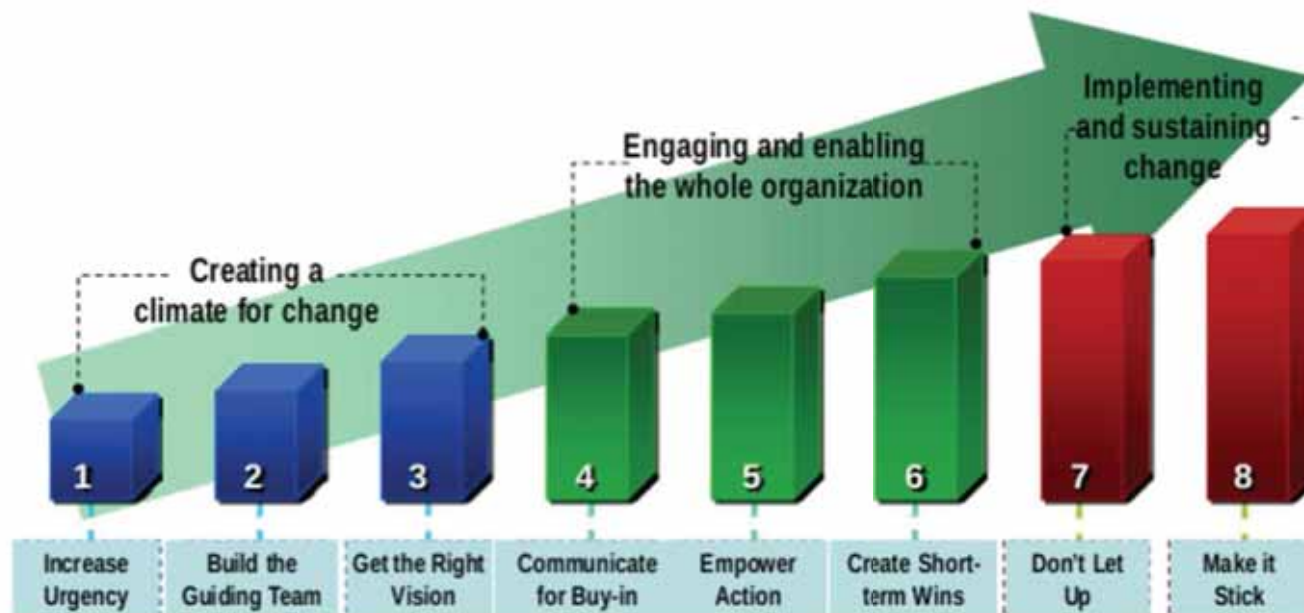 Implementing
and sustaining
change
Engaging and enabling
the whole organization
Creating a
climate for change
1
2
3
4
5
6
7
8
Increase
Urgency
Build the
Guiding Team
Get the Right
Vision
Communicate
for Buy-in
Empower
Action
Create Short-
term Wins
Don't Let
Up
Make it
Stick